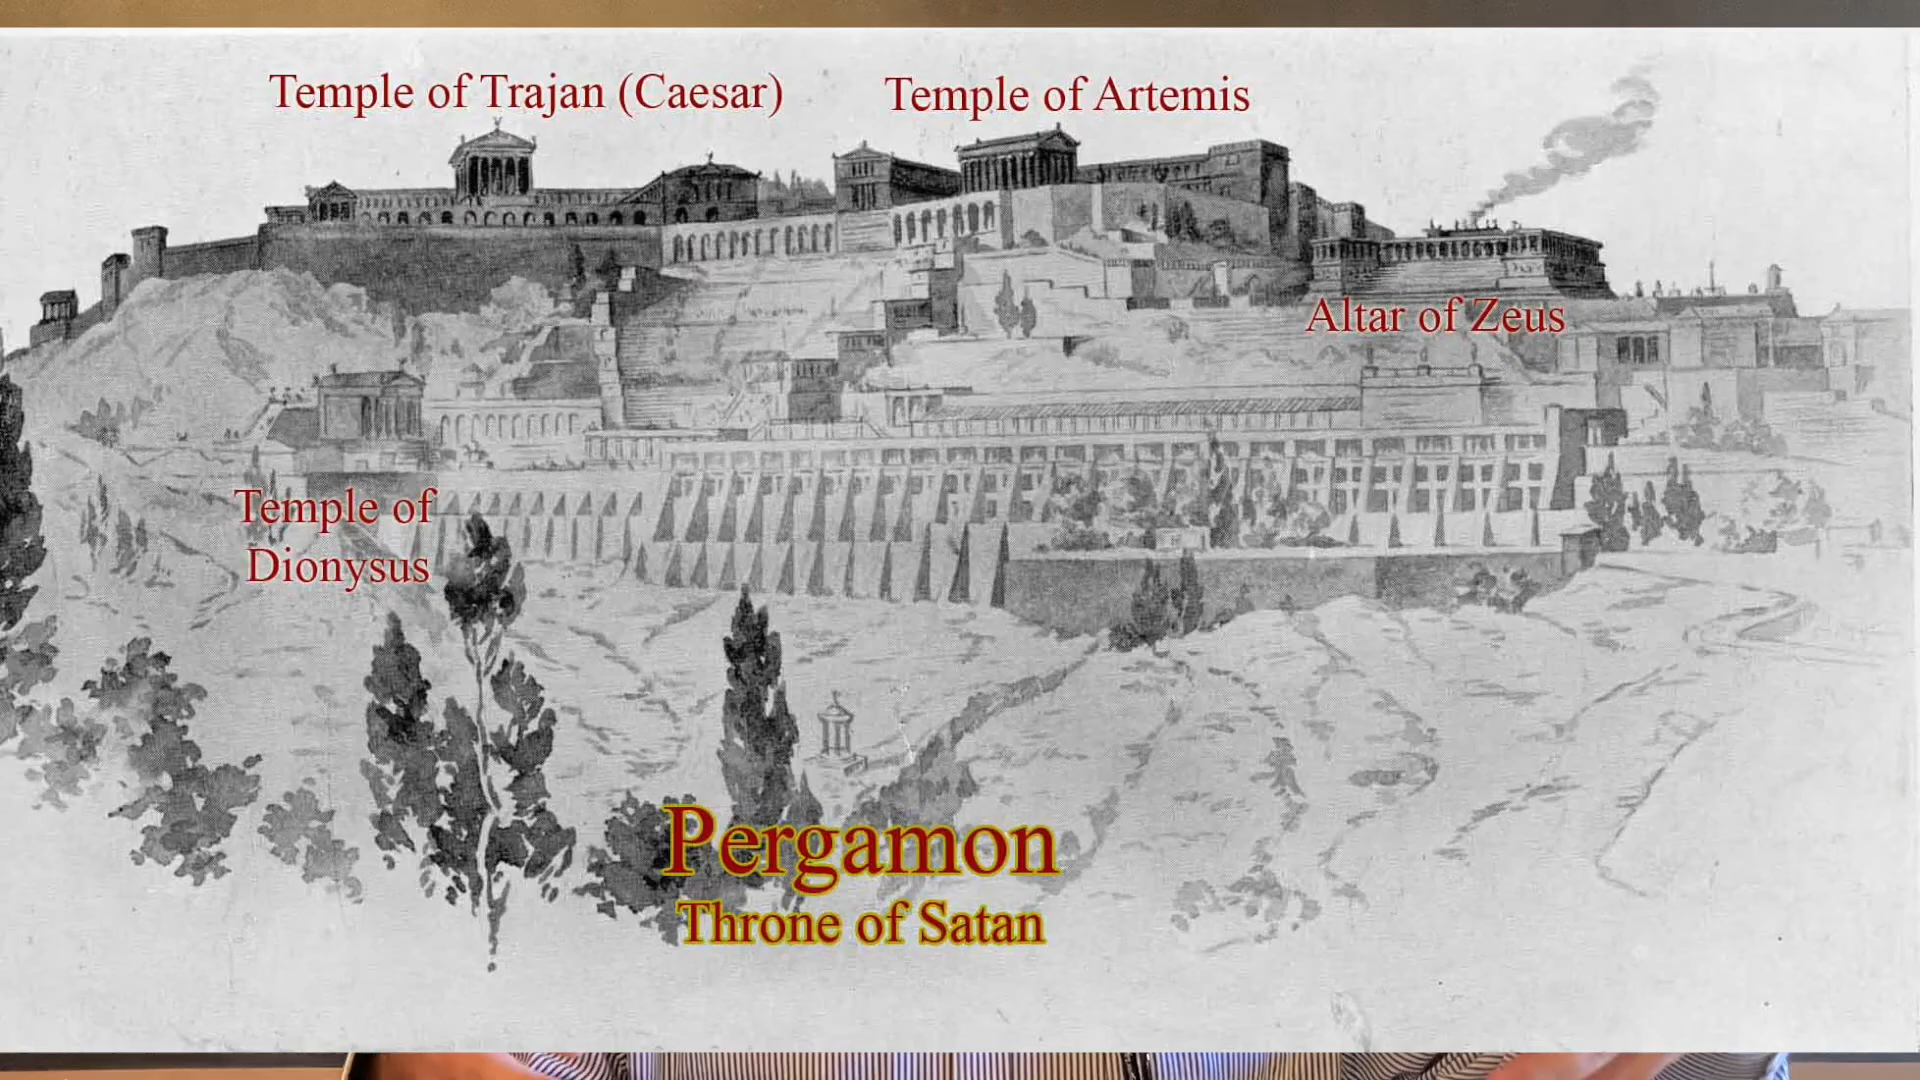 Temple of Trajan (Caesar)
Temple of Artemis
Altar of Zeus
Temple of
Dionysus
Pergamon
Throne of Satan